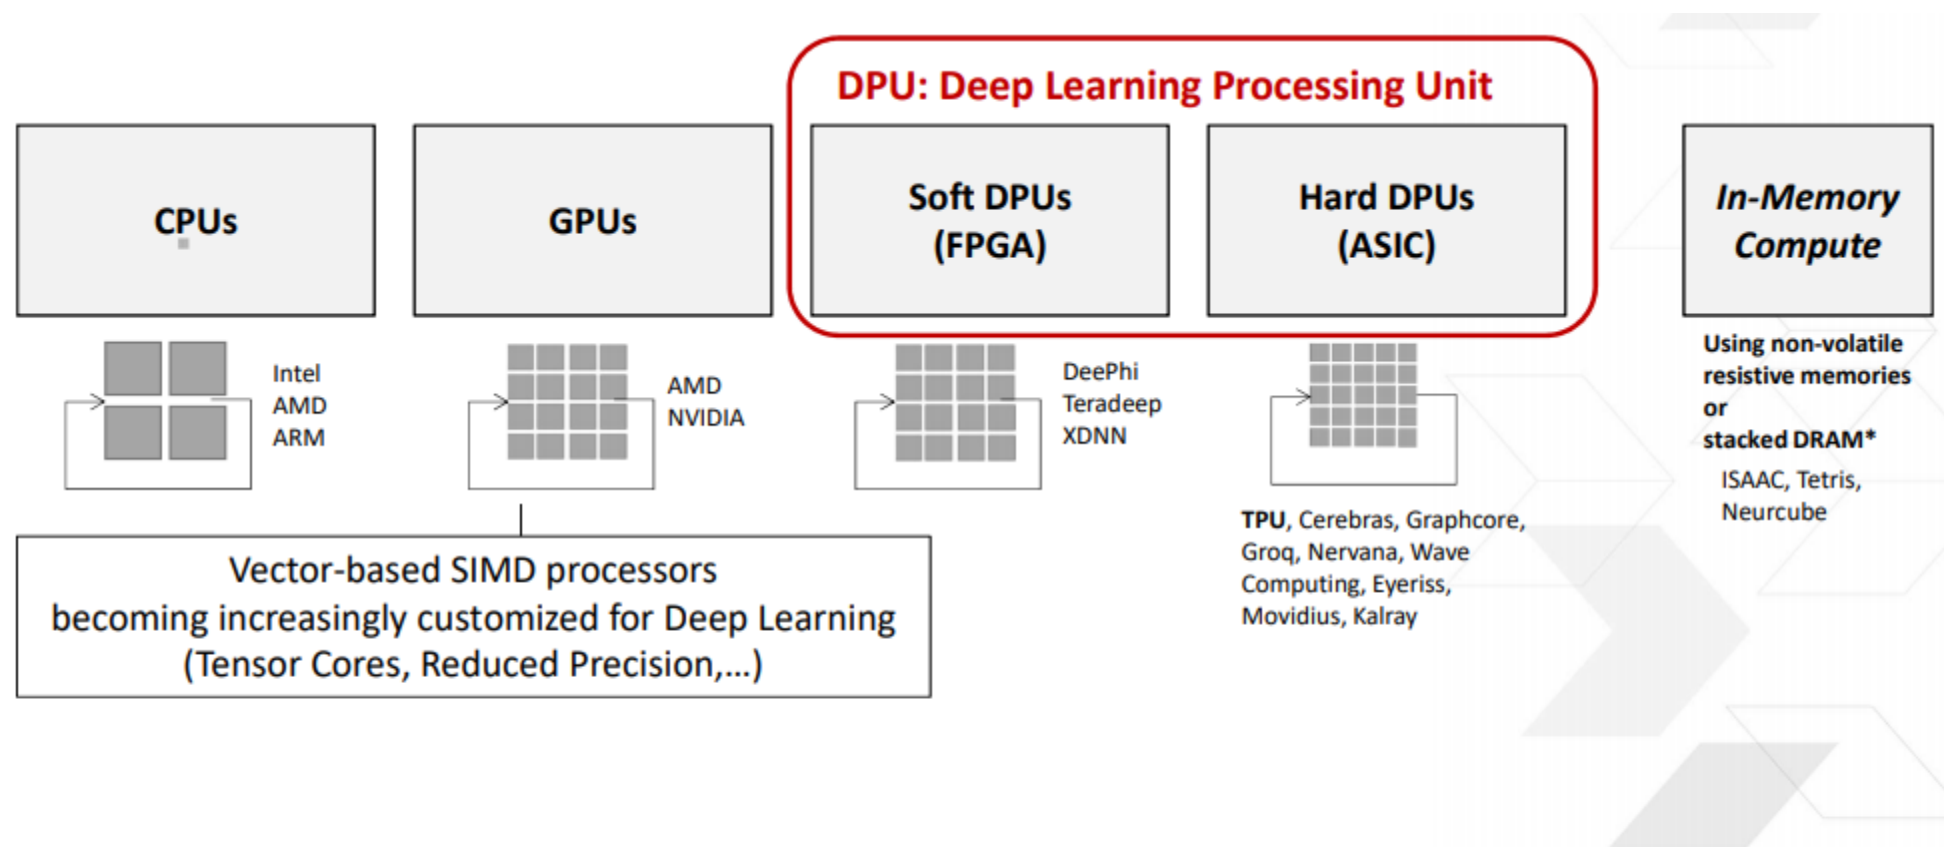 DPU: Deep Learning Processing Unit
CPUs
GPUs
Soft DPUs
(FPGA)
Hard DPUs
(ASIC)
In-Memory
Compute
Intel
AMD
ARM
AMD
NVIDIA
DeePhi
Teradeep
XDNN
TPU, Cerebras, Graphcore,
Groq, Nervana, Wave
Computing, Eyeriss,
Movidius, Kalray
Using non-volatile
resistive memories
or
stacked DRAM*
ISAAC, Tetris,
Neurcube
Vector-based SIMD processors
becoming increasingly customized for Deep Learning
(Tensor Cores, Reduced Precision,...)